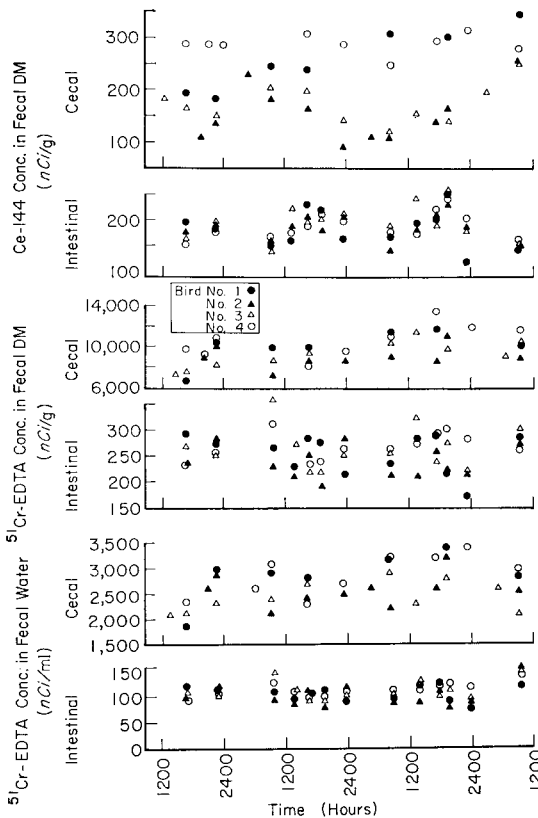 Ce-144 Conc. in Fecal DM
(nCi/g)
Cecal
300
200
100
Intestinal
200
100
Bird No. 1 ●
No. 2 ▲
No. 3 △
No. 4 ○
⁵¹Cr-EDTA Conc. in Fecal DM
(nCi/g)
Cecal
14,000
10,000
6,000
Intestinal
300
250
200
150
⁵¹Cr-EDTA Conc. in Fecal Water
(nCi/ml)
Cecal
3,500
3,000
2,500
2,000
1,500
Intestinal
150
100
50
0
1200 2400 1200 2400 1200 2400 1200
Time (Hours)